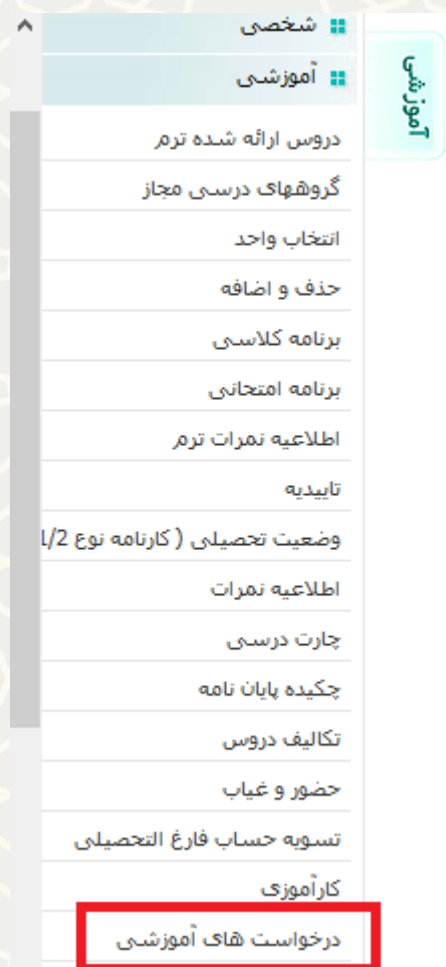 شخصی
آموزشی
آموزشی
دروس ارائه شده ترم
گروههای درسی مجاز
انتخاب واحد
حذف و اضافه
برنامه کلاسی
برنامه امتحانی
اطلاعیه نمرات ترم
تاییدیه
وضعیت تحصیلی ( کارنامه نوع 1/2
اطلاعیه نمرات
چارت درسی
چکیده پایان نامه
تکالیف دروس
حضور و غیاب
تسویه حساب فارغ التحصیلی
کارآموزی
درخواست های آموزشی